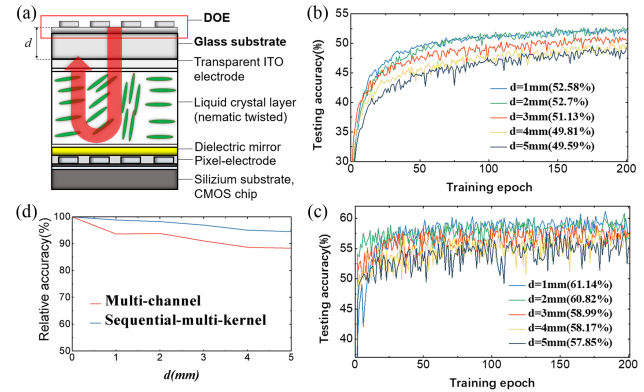 (a)
DOE
d
Glass substrate
Transparent ITO
electrode
Liquid crystal layer
(nematic twisted)
Dielectric mirror
Pixel-electrode
Silizium substrate,
CMOS chip
(b)
Testing accuracy(%)
55
50
45
40
35
30
d=1mm(52.58%)
d=2mm(52.7%)
d=3mm(51.13%)
d=4mm(49.81%)
d=5mm(49.59%)
0 50 100 150 200
Training epoch
(d)
Relative accuracy(%)
100
90
80
70
60
50
Multi-channel
Sequential-multi-kernel
0 1 2 3 4 5
d(mm)
(c)
Testing accuracy(%)
60
55
50
45
40
d=1mm(61.14%)
d=2mm(60.82%)
d=3mm(58.99%)
d=4mm(58.17%)
d=5mm(57.85%)
0 50 100 150 200
Training epoch